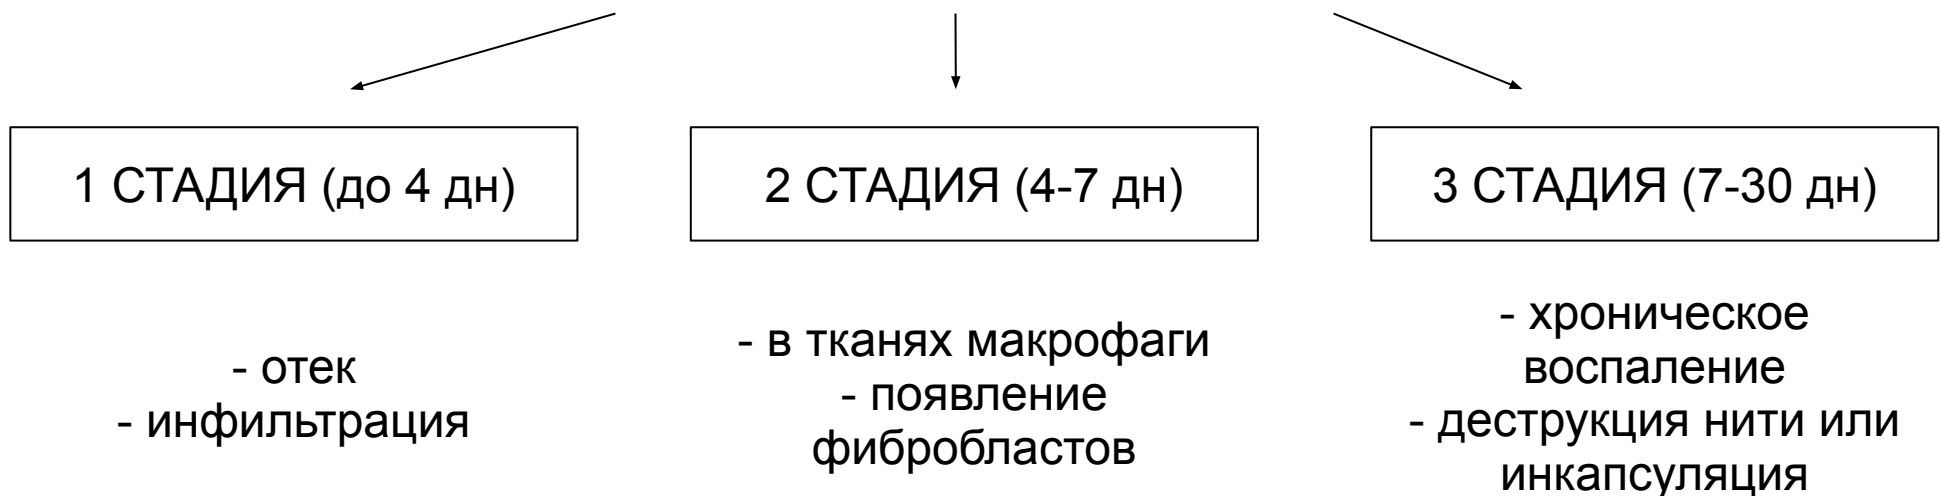 1 СТАДИЯ (до 4 дн)
2 СТАДИЯ (4-7 дн)
3 СТАДИЯ (7-30 дн)
- отек
- инфильтрация
- в тканях макрофаги
- появление
фибробластов
- хроническое
воспаление
- деструкция нити или
инкапсуляция